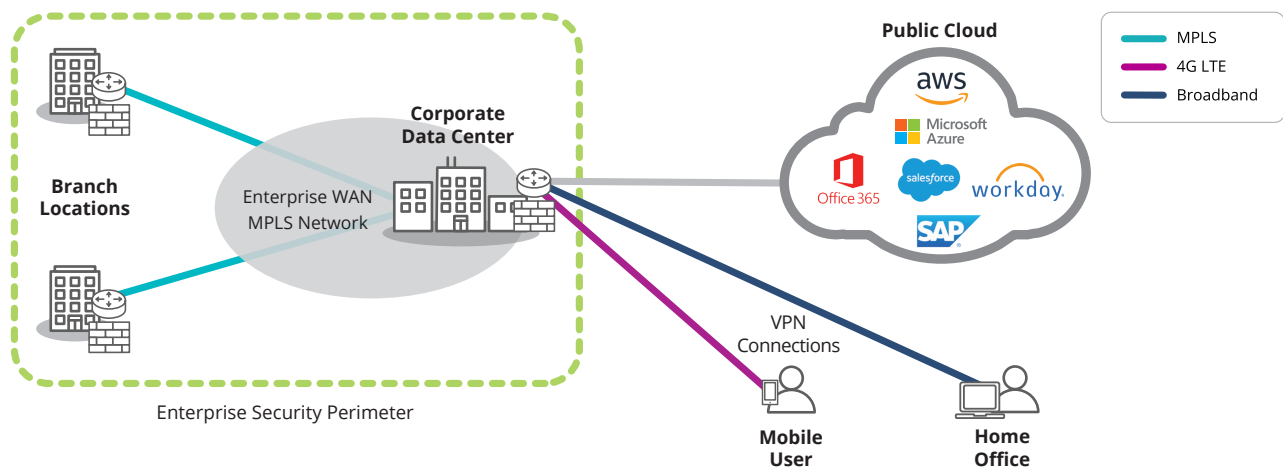 Public Cloud
MPLS
4G LTE
Broadband
aws
Microsoft
Azure
Office 365
salesforce
workday.
SAP
Corporate
Data Center
Branch
Locations
Enterprise WAN
MPLS Network
VPN
Connections
Enterprise Security Perimeter
Mobile
User
Home
Office